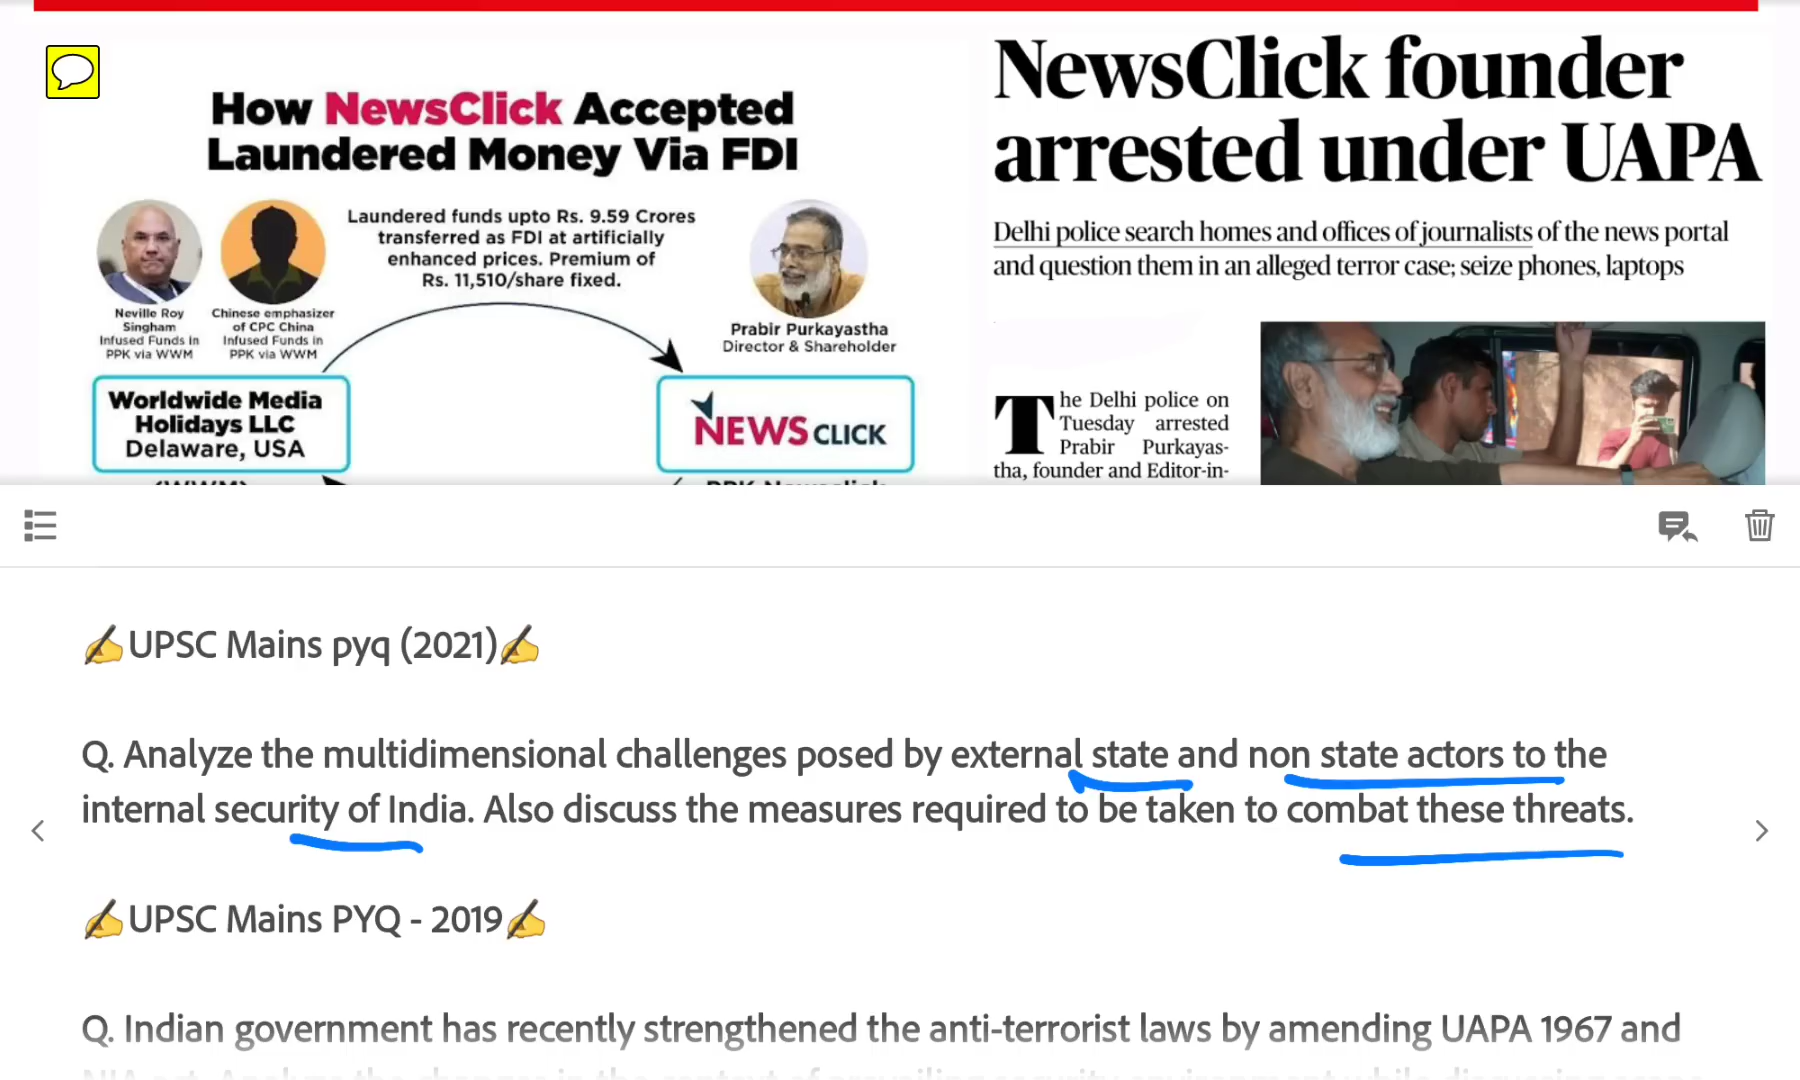 How NewsClick Accepted
Laundered Money Via FDI
Laundered funds upto Rs. 9.59 Crores
transferred as FDI at artificially
enhanced prices. Premium of
Rs. 11,510/share fixed.
Neville Roy
Singham
Infused Funds in
PPK via WWM
Chinese emphasizer
of CPC China
Infused Funds in
PPK via WWM
Prabir Purkayastha
Director & Shareholder
Worldwide Media
Holidays LLC
Delaware, USA
NEWSCLICK
NewsClick founder
arrested under UAPA
Delhi police search homes and offices of journalists of the news portal
and question them in an alleged terror case; seize phones, laptops
The Delhi police on
Tuesday arrested
Prabir Purkayas-
tha, founder and Editor-in-
✍️UPSC Mains pyq (2021)✍️
Q. Analyze the multidimensional challenges posed by external state and non state actors to the
internal security of India. Also discuss the measures required to be taken to combat these threats.
✍️UPSC Mains PYQ - 2019✍️
Q. Indian government has recently strengthened the anti-terrorist laws by amending UAPA 1967 and